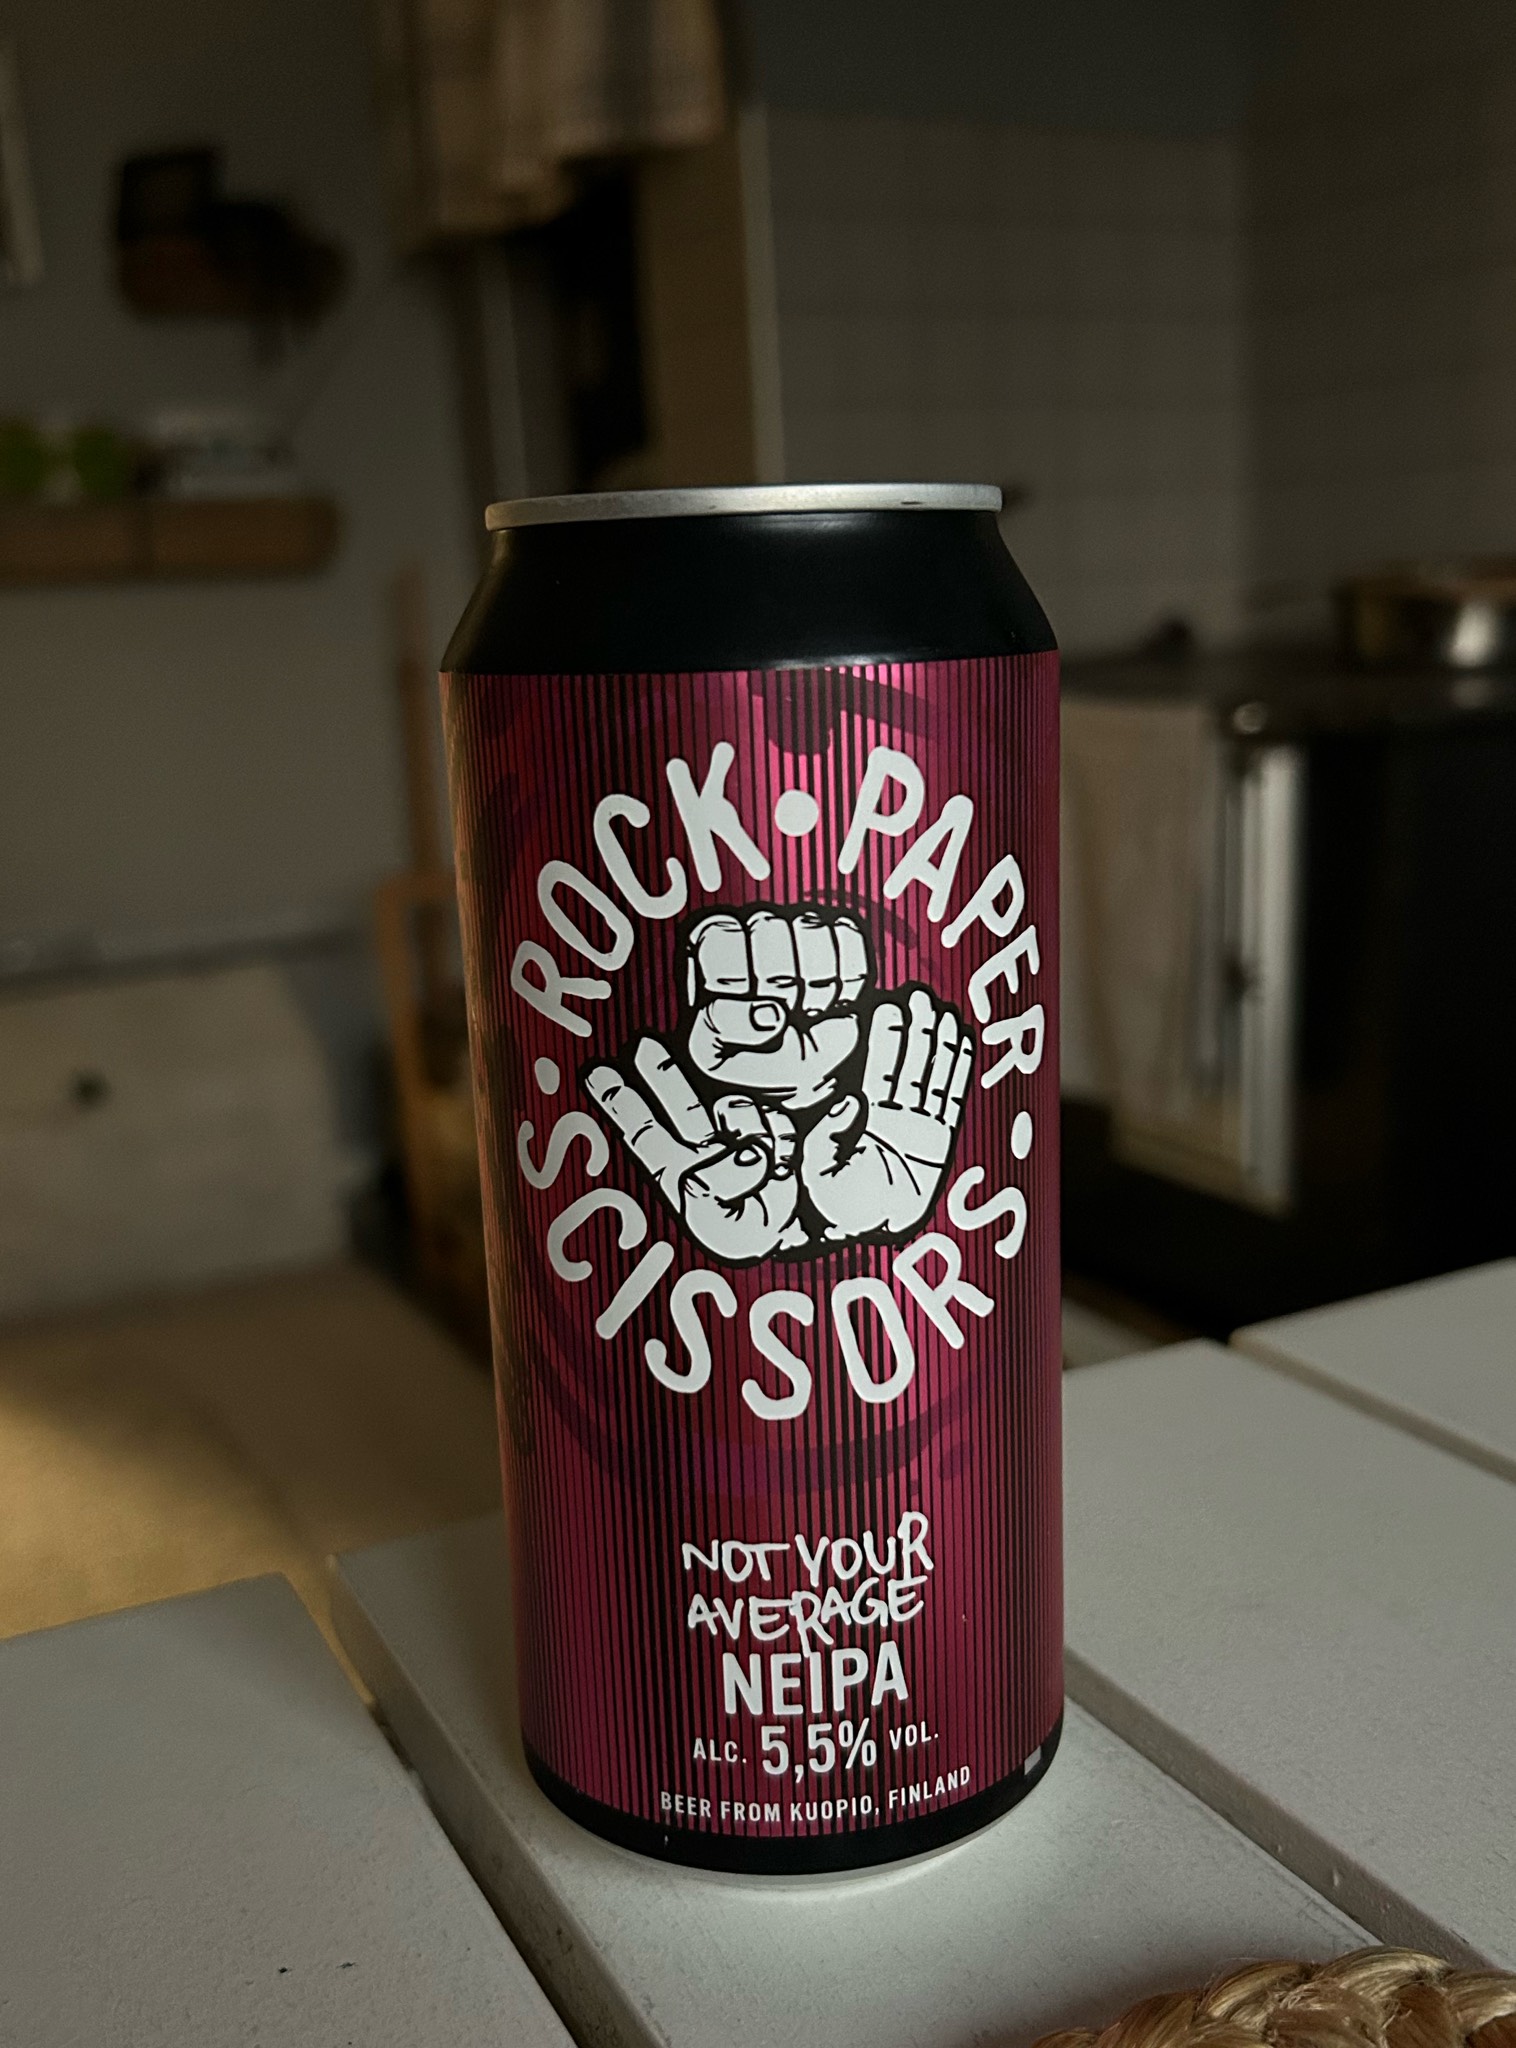 ROCK • PAPER • SCISSORS •
NOT YOUR
AVERAGE
NEIPA
ALC. 5,5% VOL.
BEER FROM KUOPIO, FINLAND